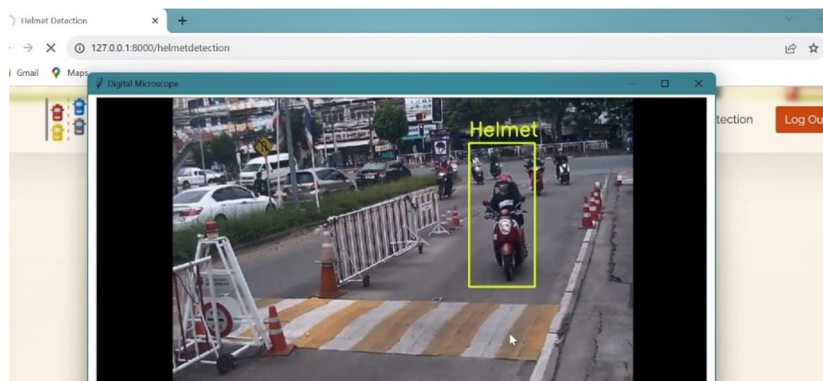 Helmet Detection
127.0.0.1:8000/helmetdetection
Gmail
Maps
Digital Microscope
tection
Log Ou
Helmet